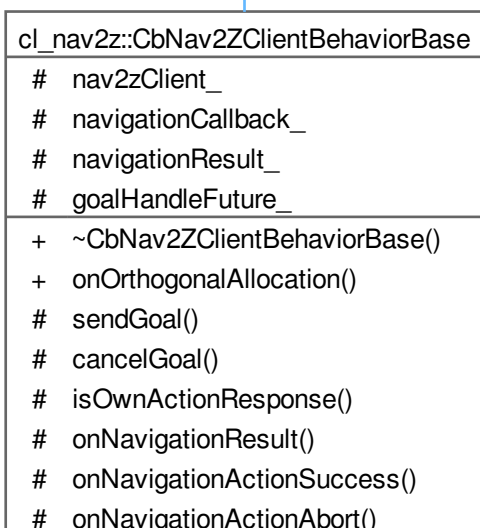 cl_nav2z::CbNav2ZClientBehaviorBase
# nav2zClient_
# navigationCallback_
# navigationResult_
# goalHandleFuture_
+ ~CbNav2ZClientBehaviorBase()
+ onOrthogonalAllocation()
# sendGoal()
# cancelGoal()
# isOwnActionResponse()
# onNavigationResult()
# onNavigationActionSuccess()
# onNavigationActionAbort()